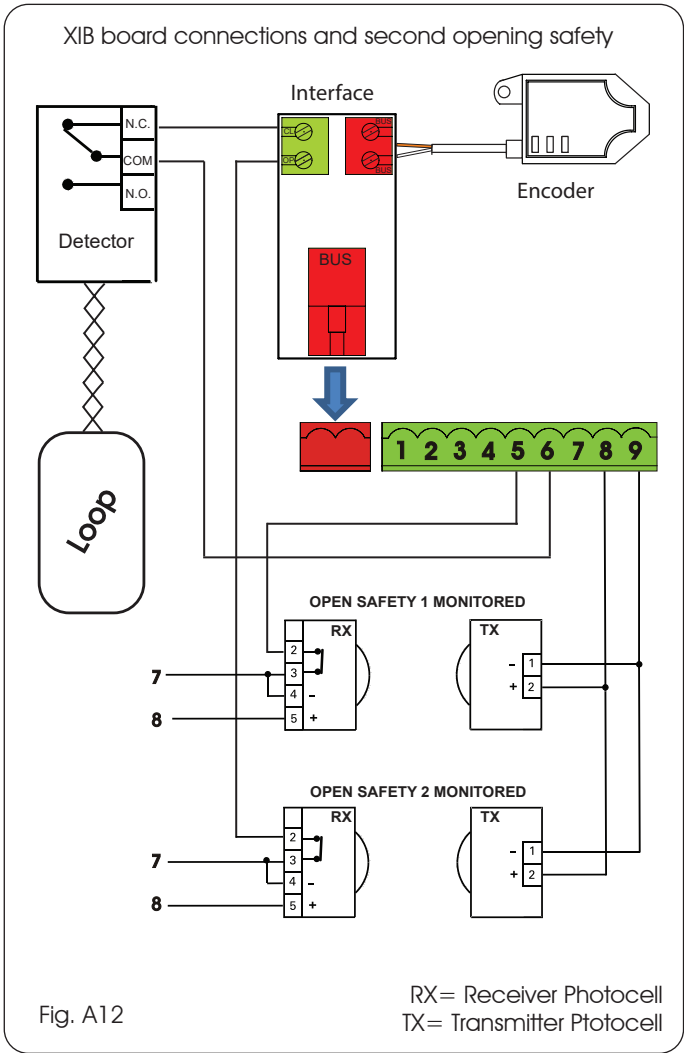 XIB board connections and second opening safety
Interface
N.C.
COM
N.O.
Detector
CL
OP
BUS
BUS
BUS
Encoder
Loop
1 2 3 4 5 6 7 8 9
OPEN SAFETY 1 MONITORED
RX
2
3
4 -
5 +
7
8
TX
- 1
+ 2
OPEN SAFETY 2 MONITORED
RX
2
3
4 -
5 +
7
8
TX
- 1
+ 2
Fig. A12
RX= Receiver Photocell
TX= Transmitter Ptotocell